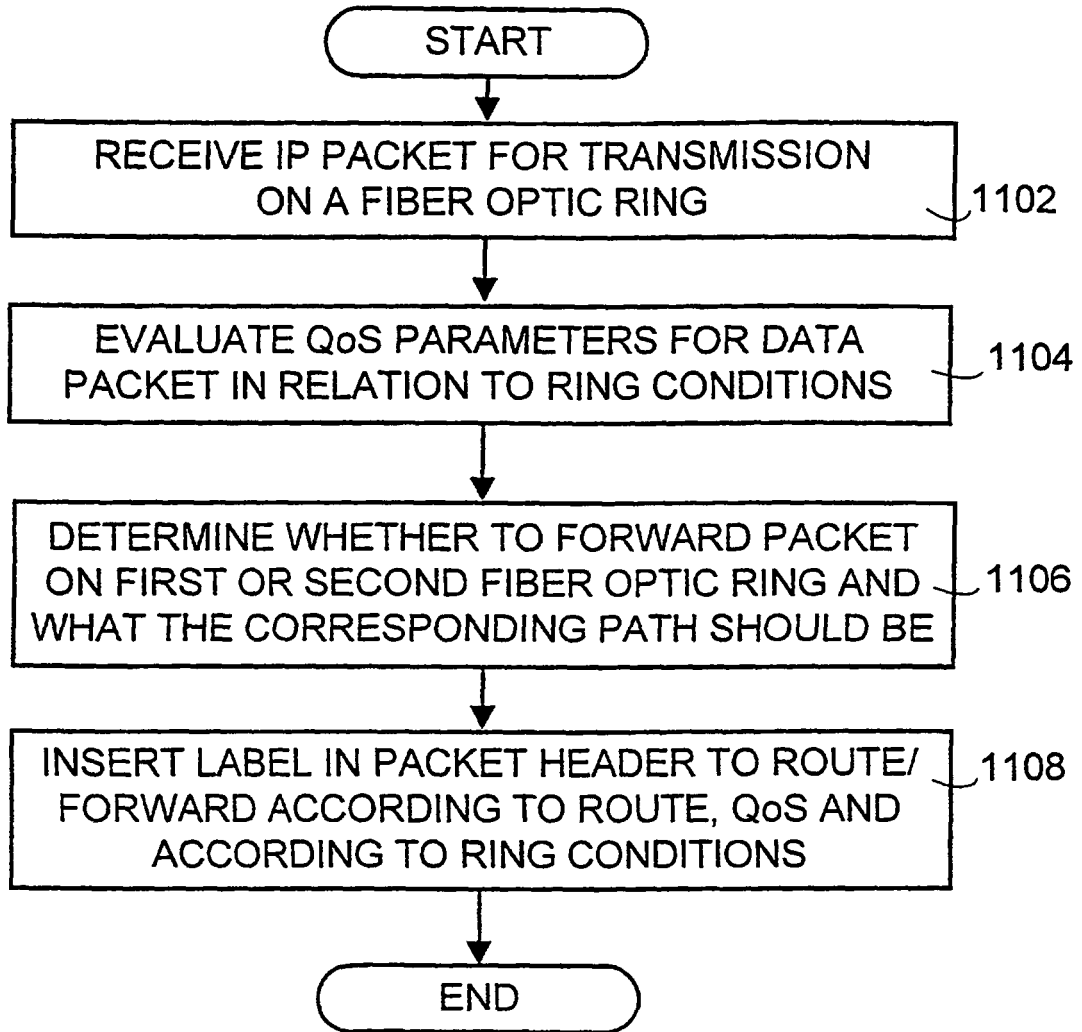 START
RECEIVE IP PACKET FOR TRANSMISSION
ON A FIBER OPTIC RING
1102
EVALUATE QoS PARAMETERS FOR DATA
PACKET IN RELATION TO RING CONDITIONS
1104
DETERMINE WHETHER TO FORWARD PACKET
ON FIRST OR SECOND FIBER OPTIC RING AND
WHAT THE CORRESPONDING PATH SHOULD BE
1106
INSERT LABEL IN PACKET HEADER TO ROUTE/
FORWARD ACCORDING TO ROUTE, QoS AND
ACCORDING TO RING CONDITIONS
1108
END